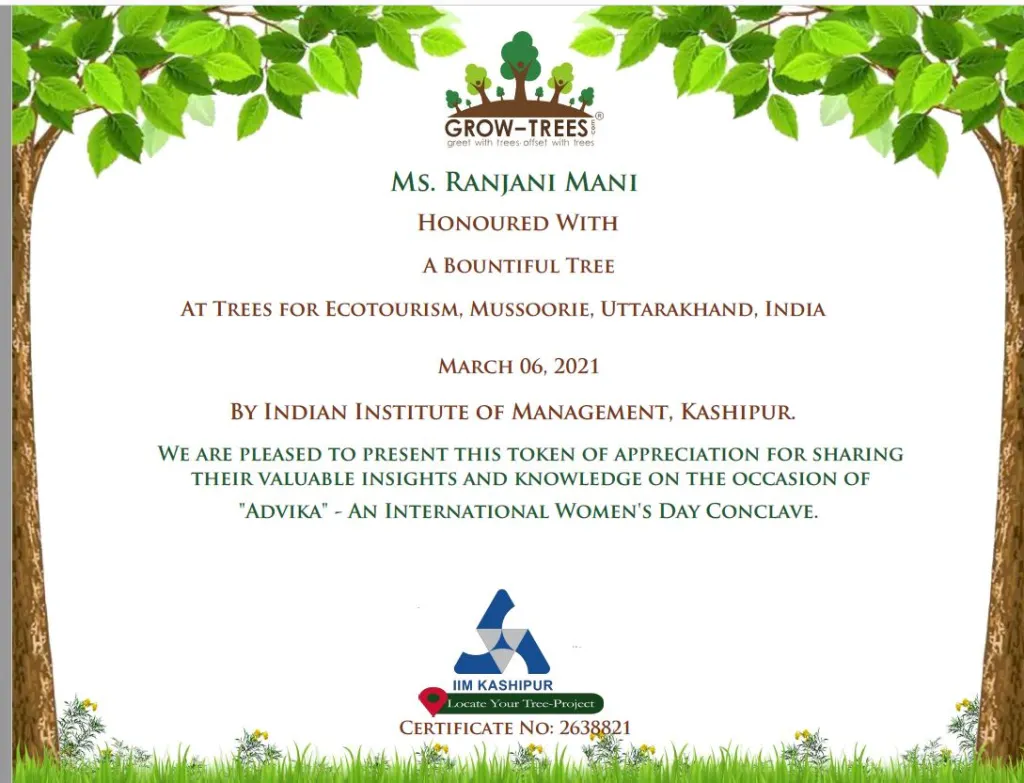 GROW-TREES®
.com
greet with trees·offset with trees
Ms. Ranjani Mani
Honoured With
A Bountiful Tree
At Trees for Ecotourism, Mussoorie, Uttarakhand, India
March 06, 2021
By Indian Institute of Management, Kashipur.
We are pleased to present this token of appreciation for sharing
their valuable insights and knowledge on the occasion of
"Advika" - An International Women's Day Conclave.
IIM KASHIPUR
Locate Your Tree-Project
Certificate No: 2638821